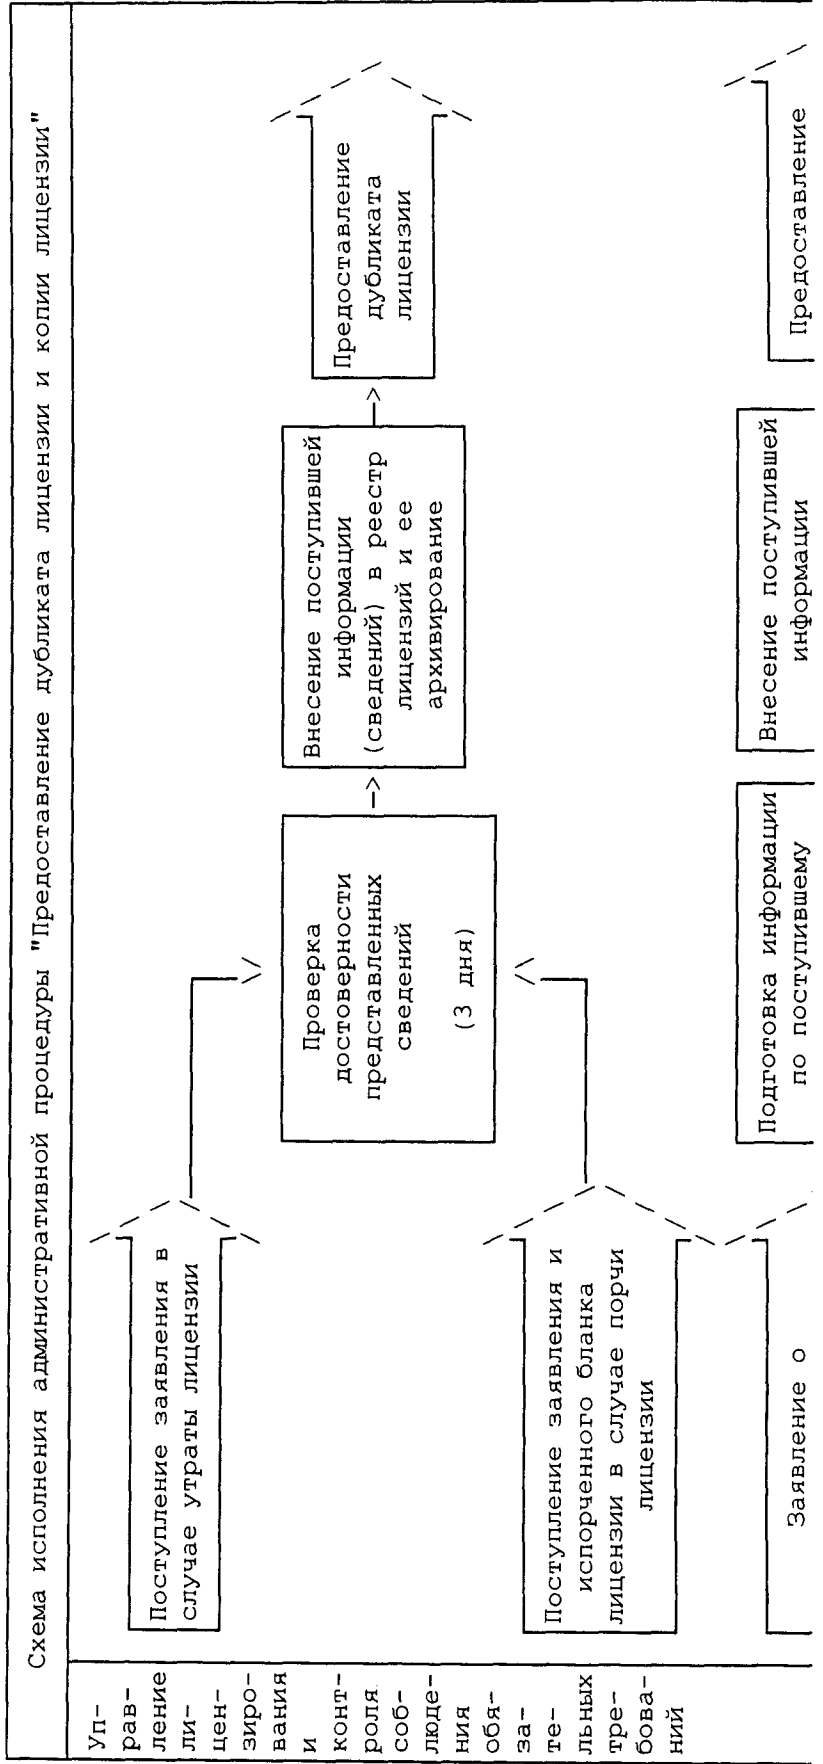 Схема исполнения административной процедуры "Предоставление дубликата лицензии и копии лицензии"
Уп-
рав-
ление
ли-
цен-
зиро-
вания
и
конт-
роля
соб-
люде-
ния
обя-
за-
те-
льных
тре-
бова-
ний
Поступление заявления в
случае утраты лицензии
Поступление заявления и
испорченного бланка
лицензии в случае порчи
лицензии
Проверка
достоверности
представленных
сведений
(3 дня)
Внесение поступившей
информации
(сведений) в реестр
лицензий и ее
архивирование
Предоставление
дубликата
лицензии
Заявление о
Подготовка информации
по поступившему
Внесение поступившей
информации
Предоставление